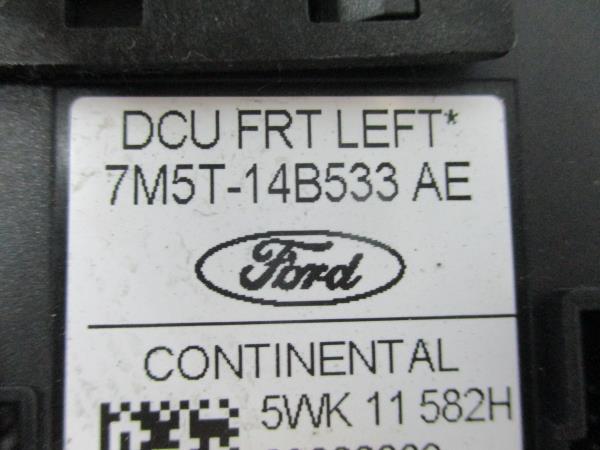 DCU FRT LEFT*
7M5T-14B533 AE
Ford
CONTINENTAL
5WK 11 582H